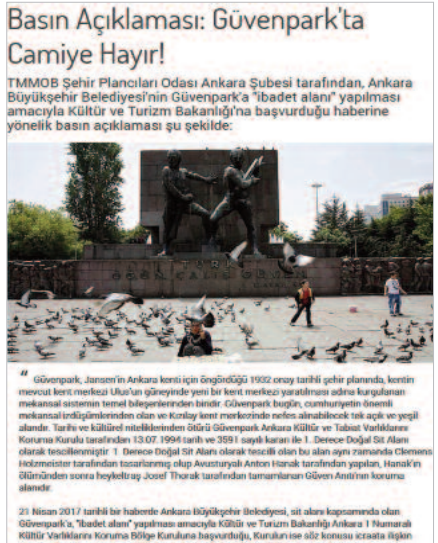 Basın Açıklaması: Güvenpark'ta
Camiye Hayır!
TMMOB Şehir Plancıları Odası Ankara Şubesi tarafından, Ankara
Büyükşehir Belediyesi'nin Güvenpark'a "ibadet alanı" yapılması
amacıyla Kültür ve Turizm Bakanlığı'na başvurduğu haberine
yönelik basın açıklaması şu şekilde:
" Güvenpark, Jansen'in Ankara kenti için öngördüğü 1932 onay tarihli şehir planında, kentin
mevcut kent merkezi Ulus'un güneyinde yeni bir kent merkezi yaratılması adına kurgulanan
mekansal sistemin temel bileşenlerinden biridir. Güvenpark bugün, cumhuriyetin önemli
mekansal izdüşümlerinden olan ve Kızılay kent merkezinde nefes alınabilecek tek açık ve yeşil
alandır. Tarihi ve kültürel niteliklerinden ötürü Güvenpark Ankara Kültür ve Tabiat Varlıklarını
Koruma Kurulu tarafından 13.07.1994 tarih ve 3591 sayılı kararı ile 1. Derece Doğal Sit Alanı
olarak tescillenmiştir. 1. Derece Doğal Sit Alanı olarak tescilli olan bu alan aynı zamanda Clemens
Holzmeister tarafından tasarlanmış olup Avusturyalı Anton Hanak tarafından yapılan, Hanak'ın
ölümünden sonra heykeltraş Josef Thorak tarafından tamamlanan Güven Anıtı'nın koruma
alanıdır.
21 Nisan 2017 tarihli bir haberde Ankara Büyükşehir Belediyesi, sit alanı kapsamında olan
Güvenpark'a, "ibadet alanı" yapılması amacıyla Kültür ve Turizm Bakanlığı Ankara 1 Numaralı
Kültür Varlıklarını Koruma Bölge Kuruluna başvurduğu, Kurulun ise söz konusu icraata ilişkin